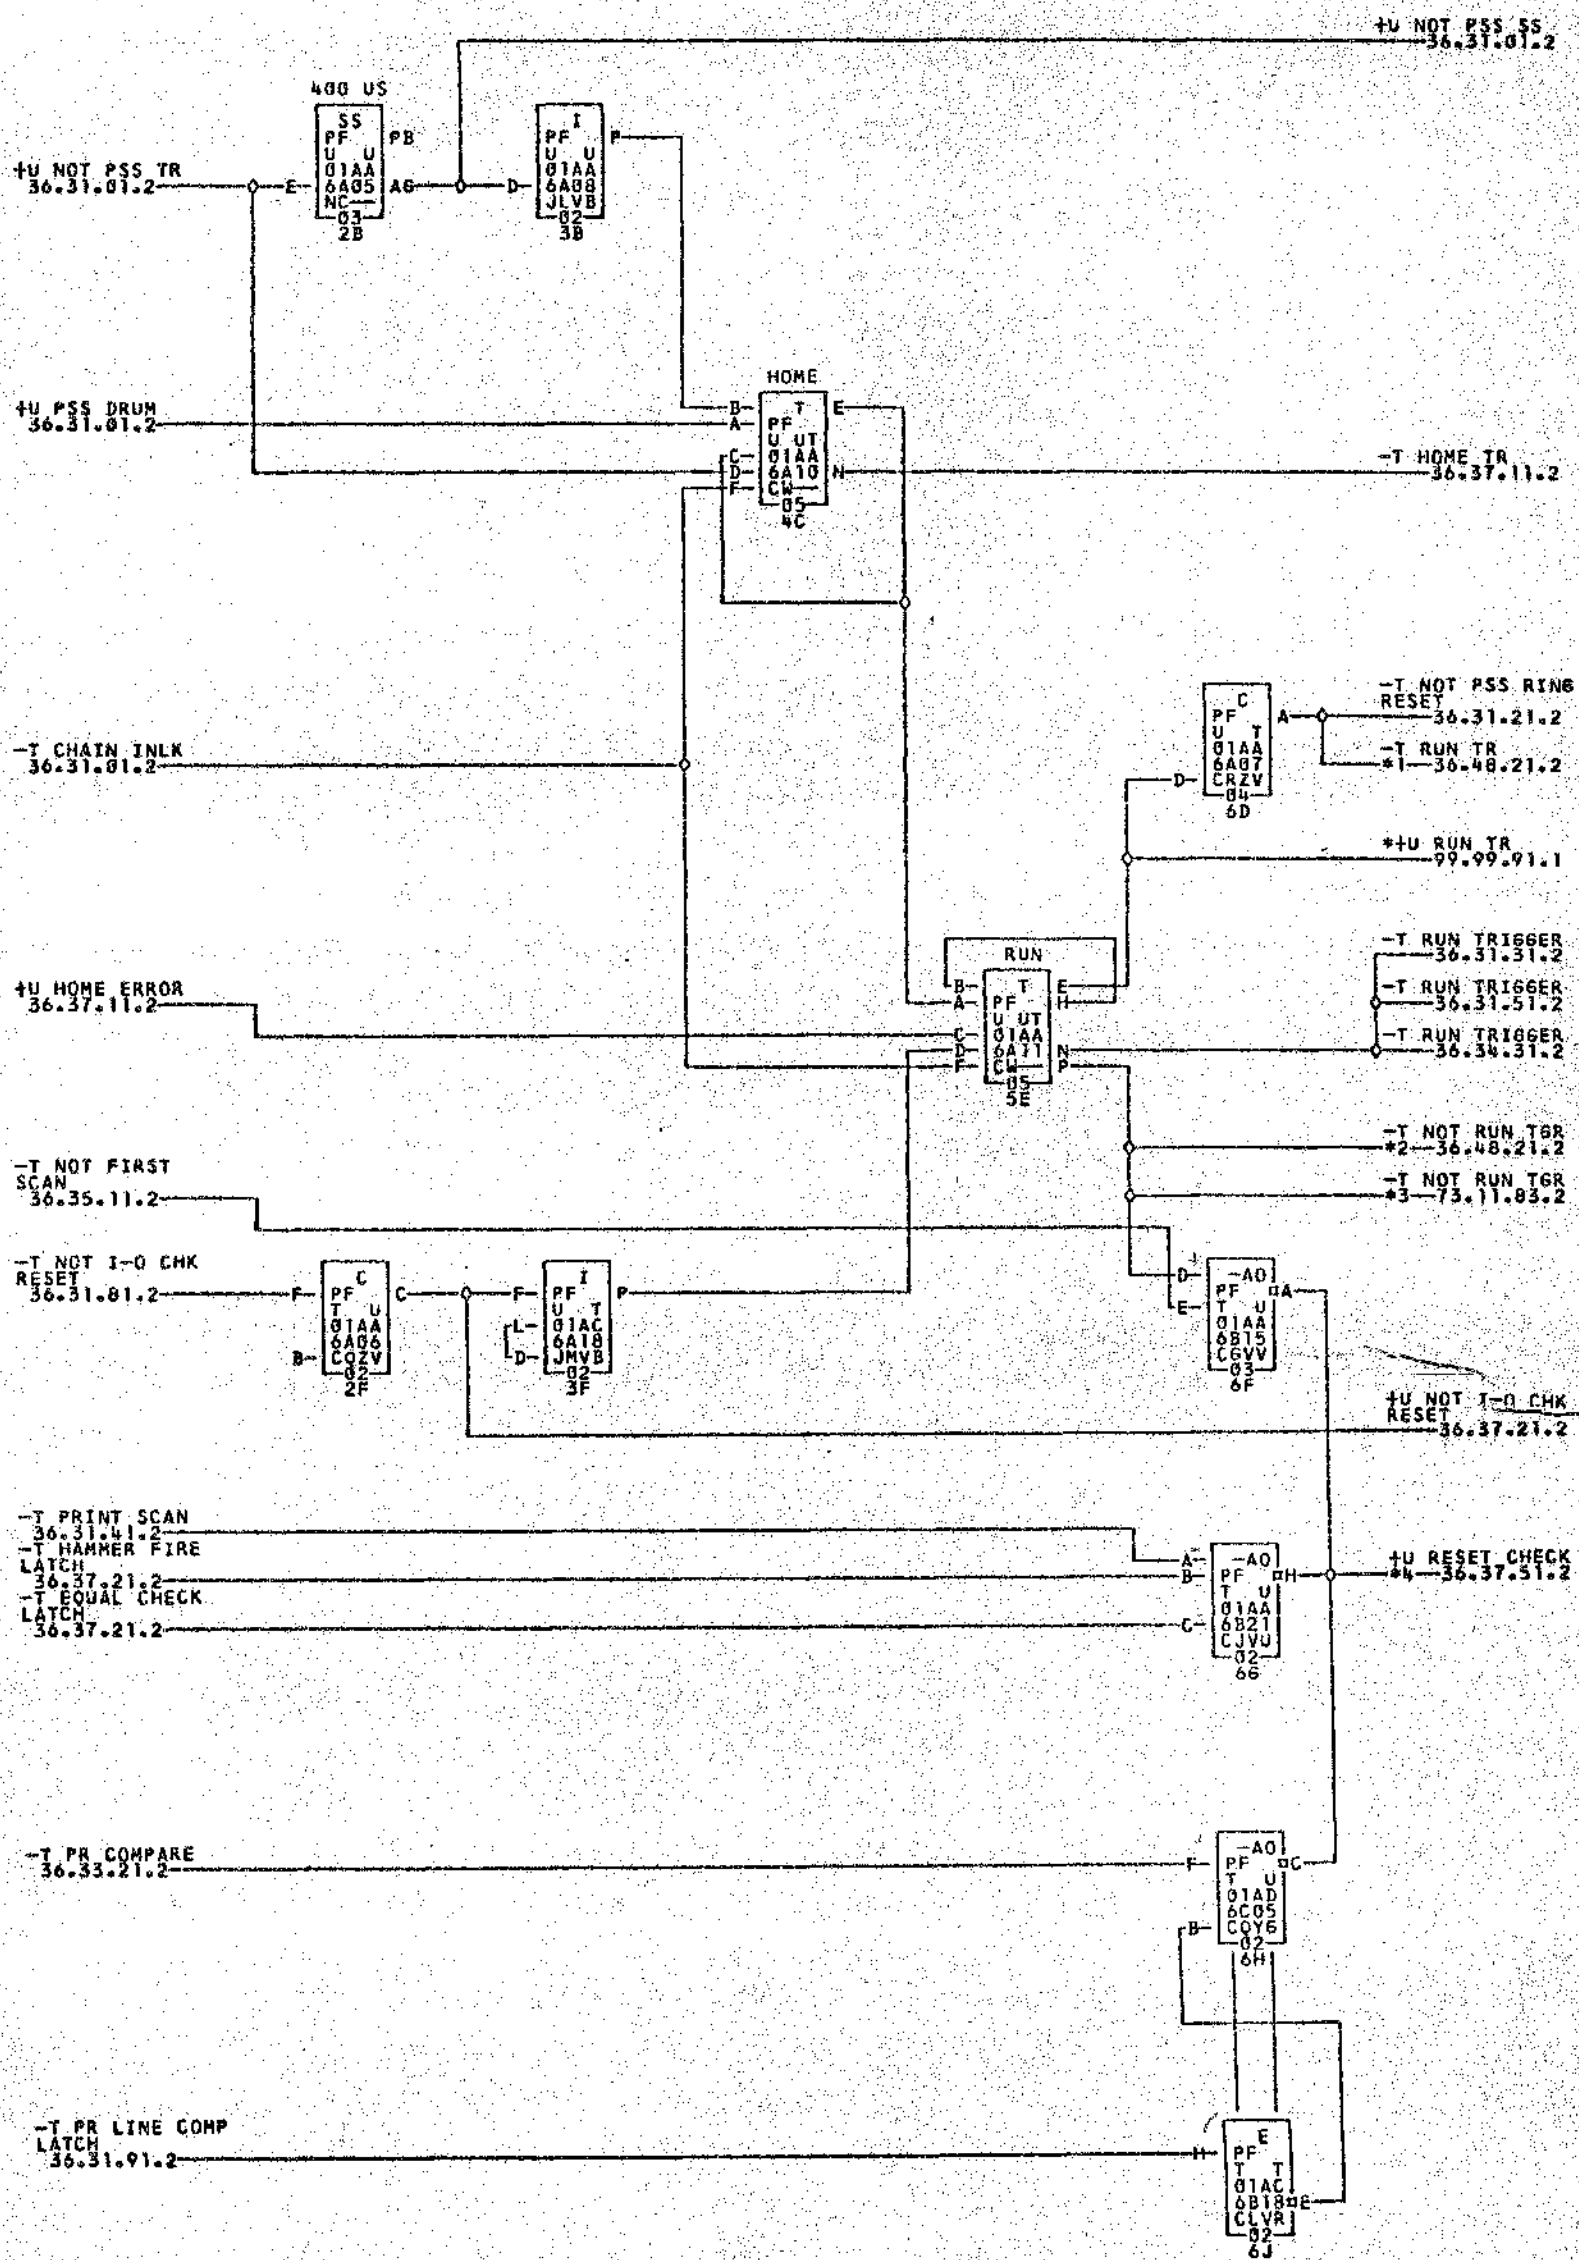 +U NOT PSS SS
36.31.01.2
400 US
SS
PF PB
U U
01AA
6A05 AG
NC
03
2B
I
PF P
U U
01AA
6A08
JLVB
02
3B
+U NOT PSS TR
36.31.01.2
E
D
HOME
+U PSS DRUM
36.31.01.2
B T E
A PF
U UT
C 01AA
D 6A10 N
F CW
05
4C
-T HOME TR
36.37.11.2
-T CHAIN INLK
36.31.01.2
C
PF A
U T
01AA
6A07
D CRZV
04
6D
-T NOT PSS RING
RESET
36.31.21.2
-T RUN TR
*1 36.48.21.2
*+U RUN TR
99.99.91.1
+U HOME ERROR
36.37.11.2
RUN
B T E
A PF H
U UT
C 01AA
D 6A11 N
F CW P
05
5E
-T RUN TRIGGER
36.31.31.2
-T RUN TRIGGER
36.31.51.2
-T RUN TRIGGER
36.34.31.2
-T NOT RUN TGR
*2 36.48.21.2
-T NOT RUN TGR
*3 73.11.83.2
-T NOT FIRST
SCAN
36.35.11.2
-T NOT I-O CHK
RESET
36.31.81.2
C
F PF C
T U
01AA
6A06
B CQZV
02
2F
I
F PF P
U T
L 01AC
6A18
D JMVB
02
3F
D -AO
PF A
E T U
01AA
6B15
CGVV
03
6F
+U NOT I-O CHK
RESET
36.37.21.2
-T PRINT SCAN
36.31.41.2
-T HAMMER FIRE
LATCH
36.37.21.2
-T EQUAL CHECK
LATCH
36.37.21.2
A -AO
B PF H
T U
01AA
C 6B21
CJVU
02
6G
+U RESET CHECK
*4 36.37.51.2
-T PR COMPARE
36.33.21.2
-AO
F PF C
T U
01AD
6C05
B CQY6
02
6H
-T PR LINE COMP
LATCH
36.31.91.2
E
H PF
T T
01AC
6B18 E
CLVR
02
6J